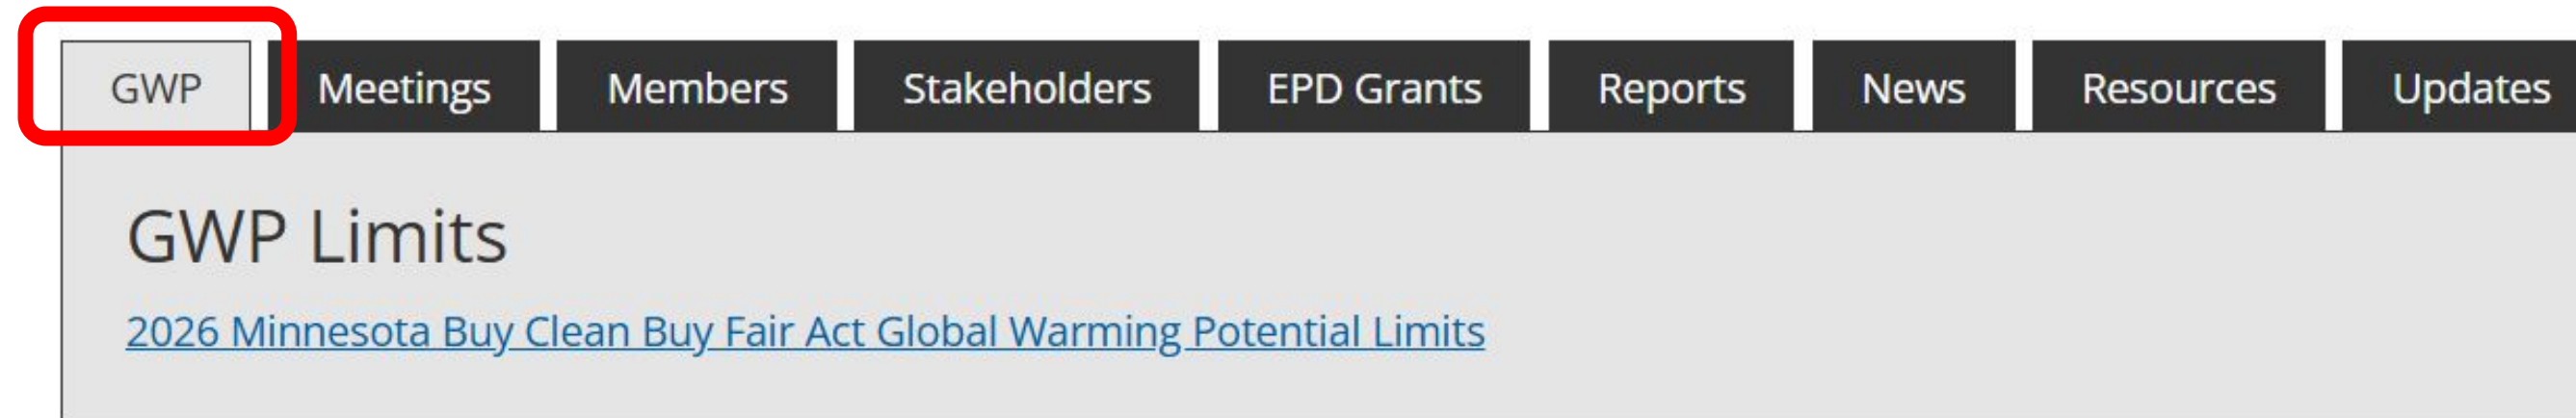 GWP Meetings Members Stakeholders EPD Grants Reports News Resources Updates
GWP Limits
2026 Minnesota Buy Clean Buy Fair Act Global Warming Potential Limits